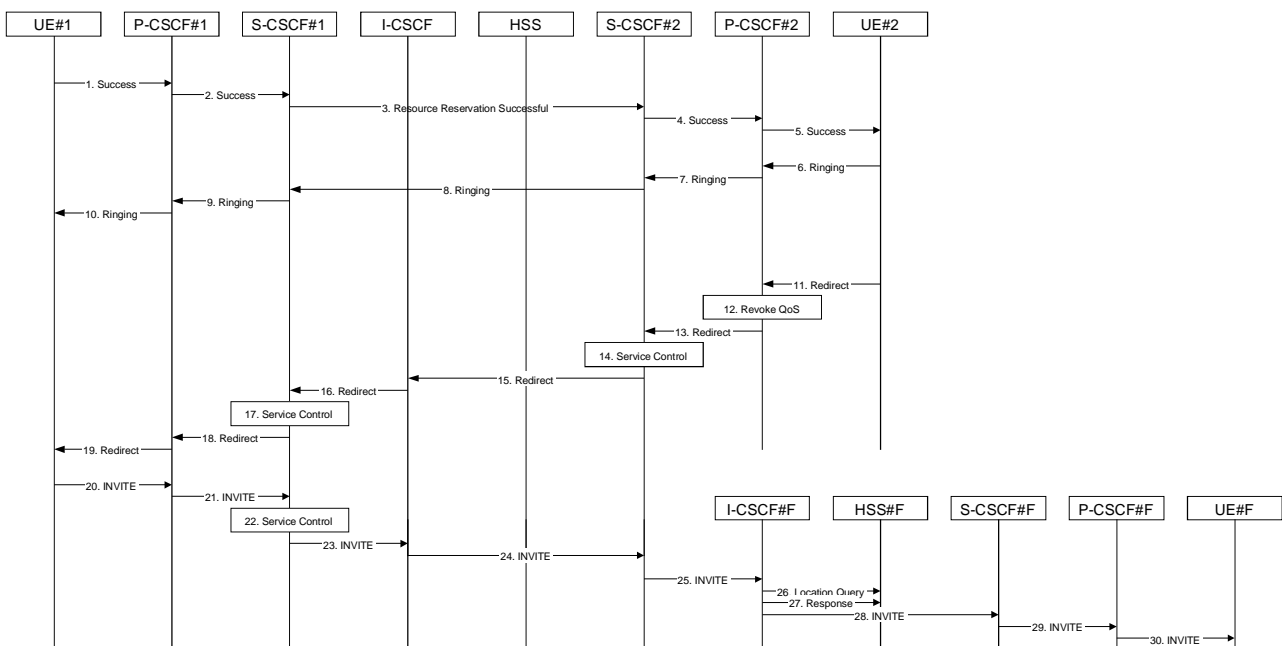 UE#1 P-CSCF#1 S-CSCF#1 I-CSCF HSS S-CSCF#2 P-CSCF#2 UE#2
1. Success
2. Success
3. Resource Reservation Successful
4. Success
5. Success
6. Ringing
7. Ringing
8. Ringing
9. Ringing
10. Ringing
11. Redirect
12. Revoke QoS
13. Redirect
14. Service Control
15. Redirect
16. Redirect
17. Service Control
18. Redirect
19. Redirect
20. INVITE
21. INVITE
I-CSCF#F HSS#F S-CSCF#F P-CSCF#F UE#F
22. Service Control
23. INVITE
24. INVITE
25. INVITE
26. Location Query
27. Response
28. INVITE
29. INVITE
30. INVITE